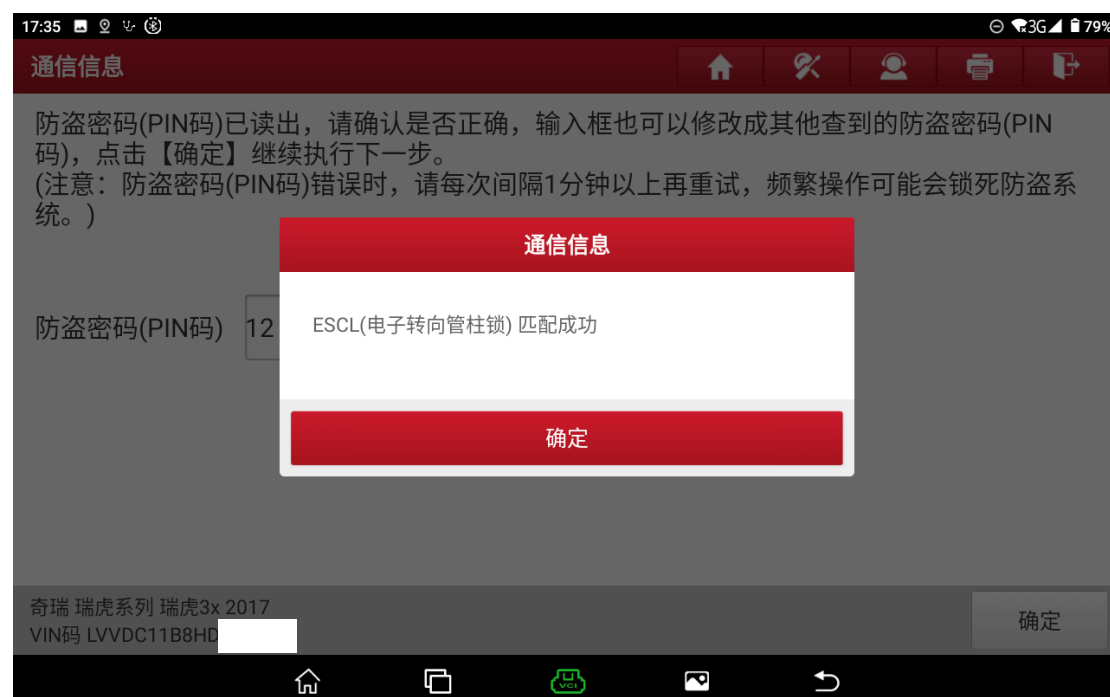 17:35
3G
79%
通信信息
防盗密码(PIN码)已读出，请确认是否正确，输入框也可以修改成其他查到的防盗密码(PIN
码)，点击【确定】继续执行下一步。
(注意：防盗密码(PIN码)错误时，请每次间隔1分钟以上再重试，频繁操作可能会锁死防盗系
统。)
通信信息
防盗密码(PIN码) 12
ESCL(电子转向管柱锁) 匹配成功
确定
奇瑞 瑞虎系列 瑞虎3x 2017
VIN码 LVVDC11B8HD
确定
VCI